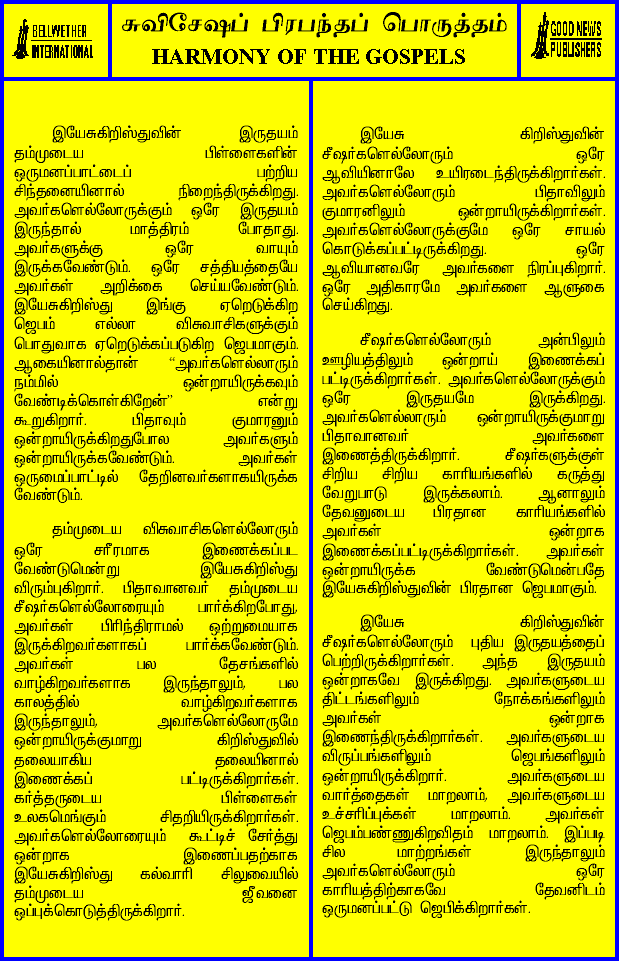 BELLWETHER
INTERNATIONAL
சுவிசேஷப் பிரபந்தப் பொருத்தம்
HARMONY OF THE GOSPELS
GOOD NEWS
PUBLISHERS
இயேசுகிறிஸ்துவின் இருதயம்
தம்முடைய பிள்ளைகளின்
ஒருமனப்பாட்டைப் பற்றிய
சிந்தனையினால் நிறைந்திருக்கிறது.
அவர்களெல்லோருக்கும் ஒரே இருதயம்
இருந்தால் மாத்திரம் போதாது.
அவர்களுக்கு ஒரே வாயும்
இருக்கவேண்டும். ஒரே சத்தியத்தையே
அவர்கள் அறிக்கை செய்யவேண்டும்.
இயேசுகிறிஸ்து இங்கு ஏறெடுக்கிற
ஜெபம் எல்லா விசுவாசிகளுக்கும்
பொதுவாக ஏறெடுக்கப்படுகிற ஜெபமாகும்.
ஆகையினால்தான் “அவர்களெல்லாரும்
நம்மில் ஒன்றாயிருக்கவும்
வேண்டிக்கொள்கிறேன்” என்று
கூறுகிறார். பிதாவும் குமாரனும்
ஒன்றாயிருக்கிறதுபோல அவர்களும்
ஒன்றாயிருக்கவேண்டும். அவர்கள்
ஒருமைப்பாட்டில் தேறினவர்களாகயிருக்க
வேண்டும்.
தம்முடைய விசுவாசிகளெல்லோரும்
ஒரே சரீரமாக இணைக்கப்பட
வேண்டுமென்று இயேசுகிறிஸ்து
விரும்புகிறார். பிதாவானவர் தம்முடைய
சீஷர்களெல்லோரையும் பார்க்கிறபோது,
அவர்கள் பிரிந்திராமல் ஒற்றுமையாக
இருக்கிறவர்களாகப் பார்க்கவேண்டும்.
அவர்கள் பல தேசங்களில்
வாழ்கிறவர்களாக இருந்தாலும், பல
காலத்தில் வாழ்கிறவர்களாக
இருந்தாலும், அவர்களெல்லோருமே
ஒன்றாயிருக்குமாறு கிறிஸ்துவில்
தலையாகிய தலையினால்
இணைக்கப் பட்டிருக்கிறார்கள்.
கர்த்தருடைய பிள்ளைகள்
உலகமெங்கும் சிதறியிருக்கிறார்கள்.
அவர்களெல்லோரையும் கூட்டிச் சேர்த்து
ஒன்றாக இணைப்பதற்காக
இயேசுகிறிஸ்து கல்வாரி சிலுவையில்
தம்முடைய ஜீவனை
ஒப்புக்கொடுத்திருக்கிறார்.
இயேசு கிறிஸ்துவின்
சீஷர்களெல்லோரும் ஒரே
ஆவியினாலே உயிரடைந்திருக்கிறார்கள்.
அவர்களெல்லோரும் பிதாவிலும்
குமாரனிலும் ஒன்றாயிருக்கிறார்கள்.
அவர்களெல்லோருக்குமே ஒரே சாயல்
கொடுக்கப்பட்டிருக்கிறது. ஒரே
ஆவியானவரே அவர்களை நிரப்புகிறார்.
ஒரே அதிகாரமே அவர்களை ஆளுகை
செய்கிறது.
சீஷர்களெல்லோரும் அன்பிலும்
ஊழியத்திலும் ஒன்றாய் இணைக்கப்
பட்டிருக்கிறார்கள். அவர்களெல்லோருக்கும்
ஒரே இருதயமே இருக்கிறது.
அவர்களெல்லாரும் ஒன்றாயிருக்குமாறு
பிதாவானவர் அவர்களை
இணைத்திருக்கிறார். சீஷர்களுக்குள்
சிறிய சிறிய காரியங்களில் கருத்து
வேறுபாடு இருக்கலாம். ஆனாலும்
தேவனுடைய பிரதான காரியங்களில்
அவர்கள் ஒன்றாக
இணைக்கப்பட்டிருக்கிறார்கள். அவர்கள்
ஒன்றாயிருக்க வேண்டுமென்பதே
இயேசுகிறிஸ்துவின் பிரதான ஜெபமாகும்.
இயேசு கிறிஸ்துவின்
சீஷர்களெல்லோரும் புதிய இருதயத்தைப்
பெற்றிருக்கிறார்கள். அந்த இருதயம்
ஒன்றாகவே இருக்கிறது. அவர்களுடைய
திட்டங்களிலும் நோக்கங்களிலும்
அவர்கள் ஒன்றாக
இணைந்திருக்கிறார்கள். அவர்களுடைய
விருப்பங்களிலும் ஜெபங்களிலும்
ஒன்றாயிருக்கிறார். அவர்களுடைய
வார்த்தைகள் மாறலாம், அவர்களுடைய
உச்சரிப்புக்கள் மாறலாம். அவர்கள்
ஜெபம்பண்ணுகிறவிதம் மாறலாம். இப்படி
சில மாற்றங்கள் இருந்தாலும்
அவர்களெல்லோரும் ஒரே
காரியத்திற்காகவே தேவனிடம்
ஒருமனப்பட்டு ஜெபிக்கிறார்கள்.